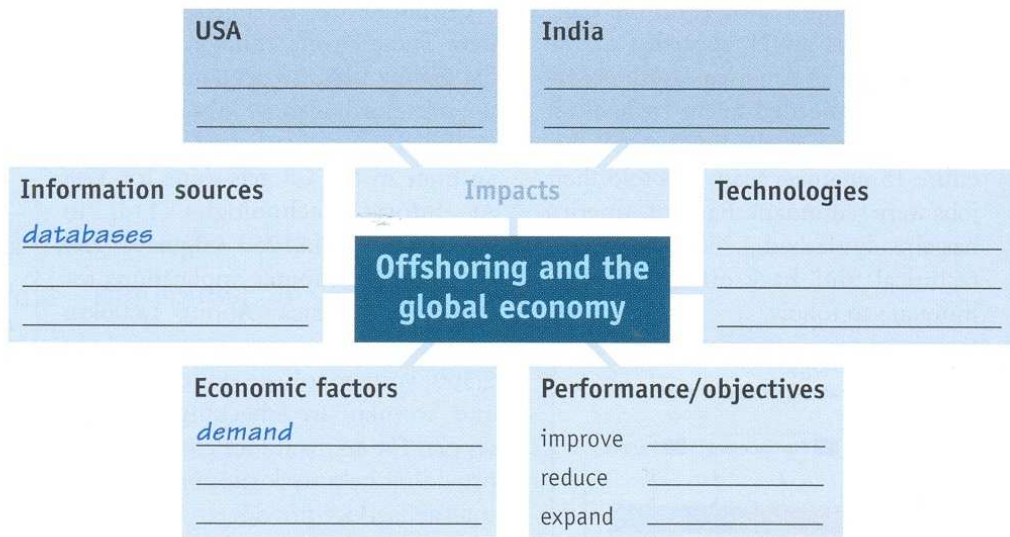 USA
India
Information sources
databases
Impacts
Technologies
Offshoring and the
global economy
Economic factors
demand
Performance/objectives
improve
reduce
expand